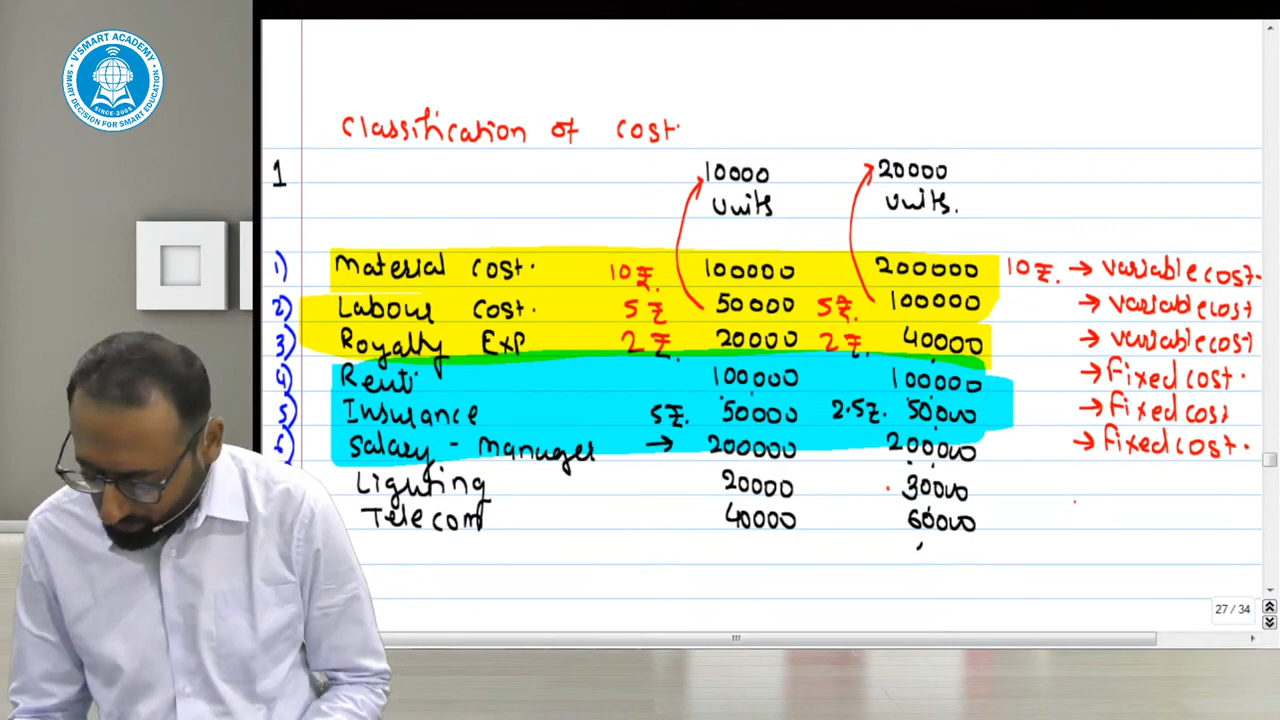 V'SMART ACADEMY
SMART DECISION FOR SMART EDUCATION
SINCE-2005
Classification of cost.
1 10000 20000
Units Units.
1) Material cost. 10₹. 100000 200000 10₹. → variable cost.
2) Labour cost. 5₹ 50000 5₹. 100000 → variable cost
3) Royalty Exp 2₹. 20000 2₹. 40000 → variable cost
4) Rent 100000 100000 → fixed cost.
5) Insurance 5₹. 50000 2.5₹. 50000 → fixed cost
Salary - Manager → 200000 200000 → fixed cost.
Lighting 20000 30000
Telecom 40000 60000
27 / 34